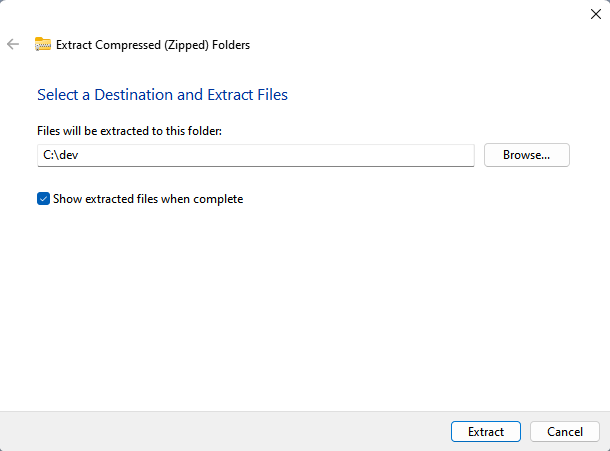 Extract Compressed (Zipped) Folders
Select a Destination and Extract Files
Files will be extracted to this folder:
C:\dev
Browse...
Show extracted files when complete
Extract
Cancel